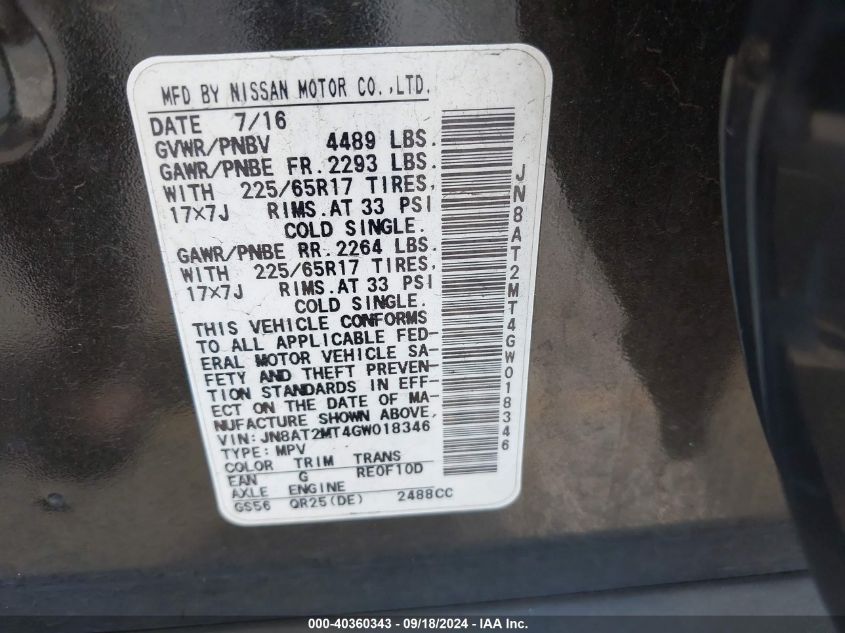 MFD BY NISSAN MOTOR CO.,LTD.
DATE 7/16
GVWR/PNBV 4489 LBS.
GAWR/PNBE FR. 2293 LBS.
WITH 225/65R17 TIRES,
17×7J RIMS.AT 33 PSI
COLD SINGLE.
GAWR/PNBE RR. 2264 LBS.
WITH 225/65R17 TIRES,
17×7J RIMS.AT 33 PSI
COLD SINGLE.
THIS VEHICLE CONFORMS
TO ALL APPLICABLE FED-
ERAL MOTOR VEHICLE SA-
FETY AND THEFT PREVEN-
TION STANDARDS IN EFF-
ECT ON THE DATE OF MA-
NUFACTURE SHOWN ABOVE,
VIN: JN8AT2MT4GW018346
TYPE: MPV
COLOR TRIM TRANS
EAN G RE0F10D
AXLE ENGINE
GS56 QR25(DE) 2488CC
JN8AT2MT4GW018346
000-40360343 - 09/18/2024 - IAA Inc.